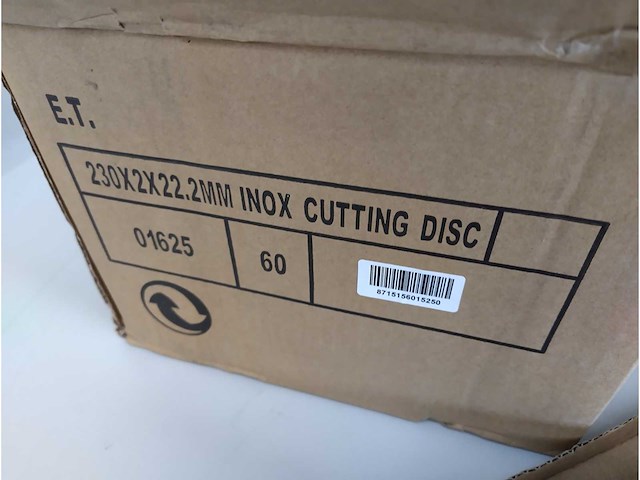 E.T.
230X2X22.2MM INOX CUTTING DISC
01625 60
8715156015250